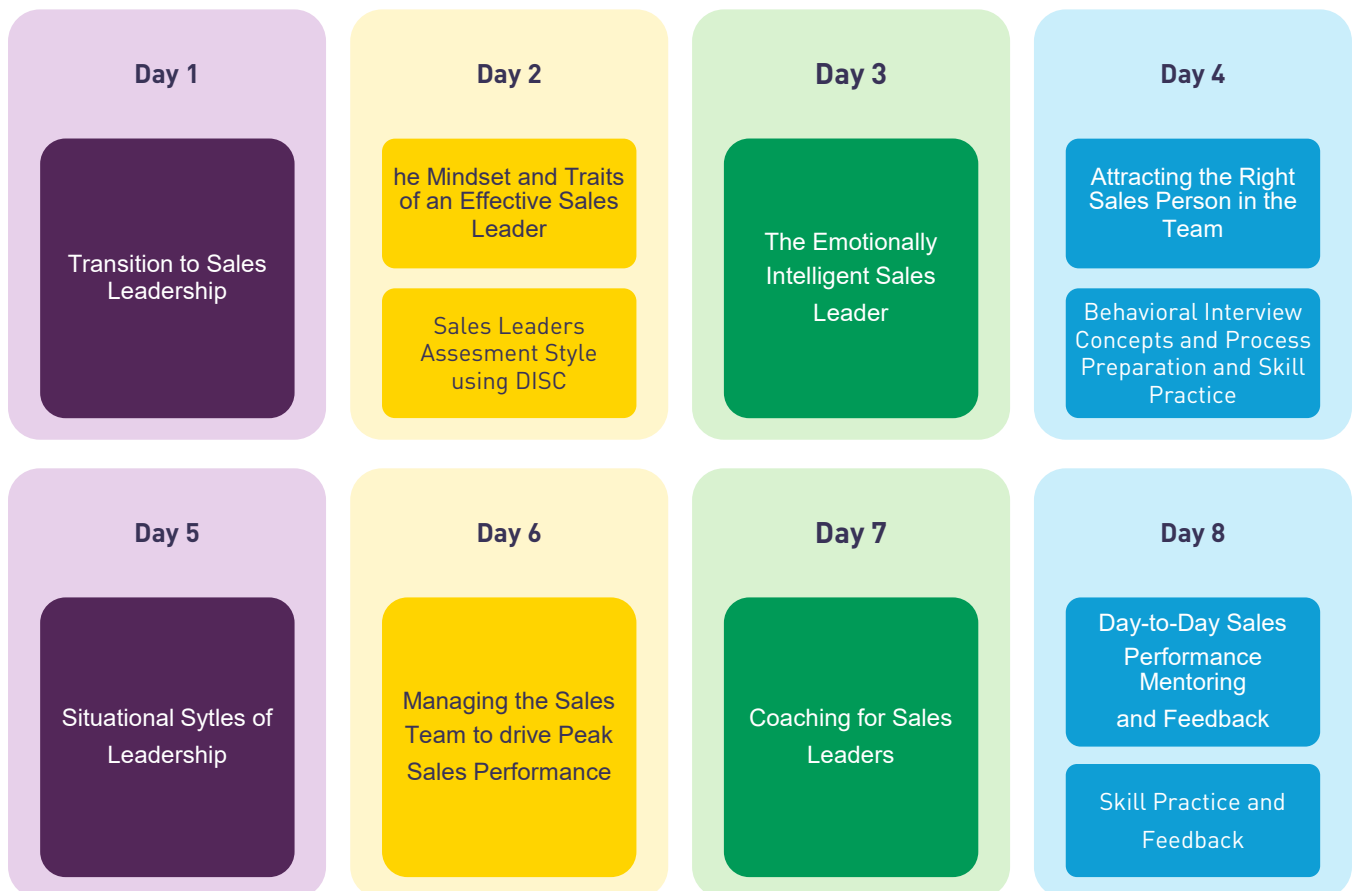 Day 1
Transition to Sales
Leadership
Day 2
he Mindset and Traits
of an Effective Sales
Leader
Sales Leaders
Assesment Style
using DISC
Day 3
The Emotionally
Intelligent Sales
Leader
Day 4
Attracting the Right
Sales Person in the
Team
Behavioral Interview
Concepts and Process
Preparation and Skill
Practice
Day 5
Situational Sytles of
Leadership
Day 6
Managing the Sales
Team to drive Peak
Sales Performance
Day 7
Coaching for Sales
Leaders
Day 8
Day-to-Day Sales
Performance
Mentoring
and Feedback
Skill Practice and
Feedback